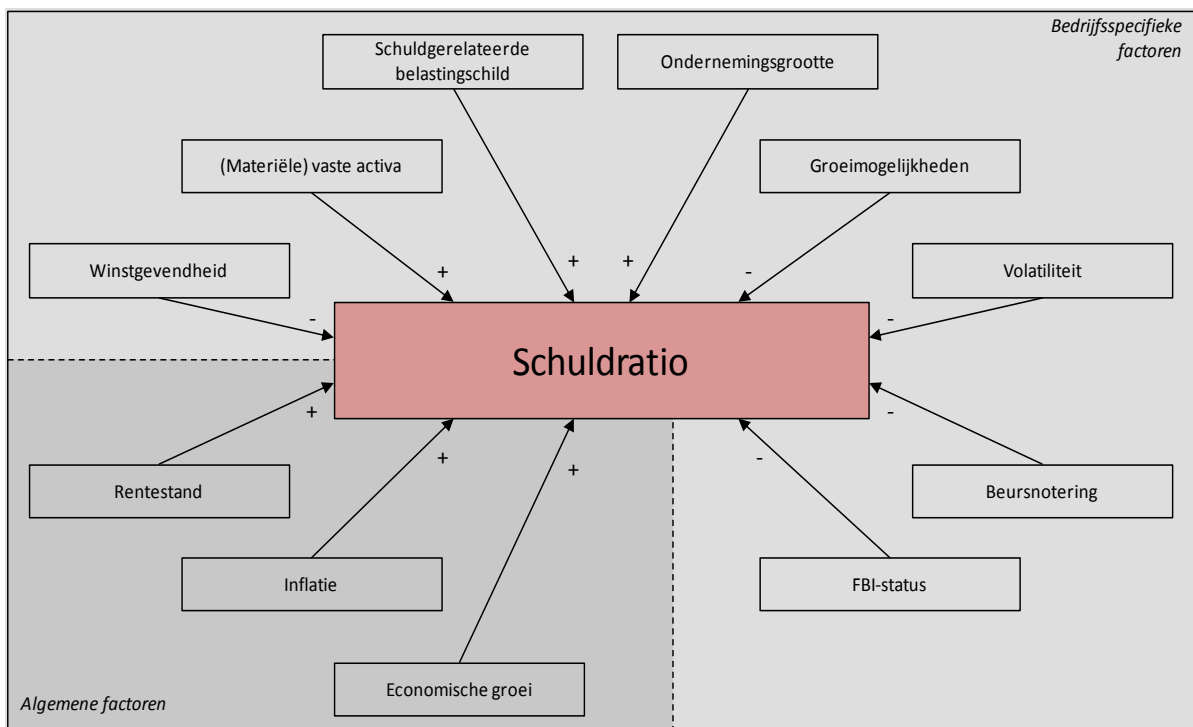 Bedrijfsspecifieke
factoren
Schuldgerelateerde
belastingschild
Ondernemingsgrootte
(Materiële) vaste activa
Groeimogelijkheden
Winstgevendheid
Volatiliteit
+
+
+
-
-
-
Schuldratio
+
-
+
+
-
Rentestand
Beursnotering
Inflatie
FBI-status
Economische groei
Algemene factoren